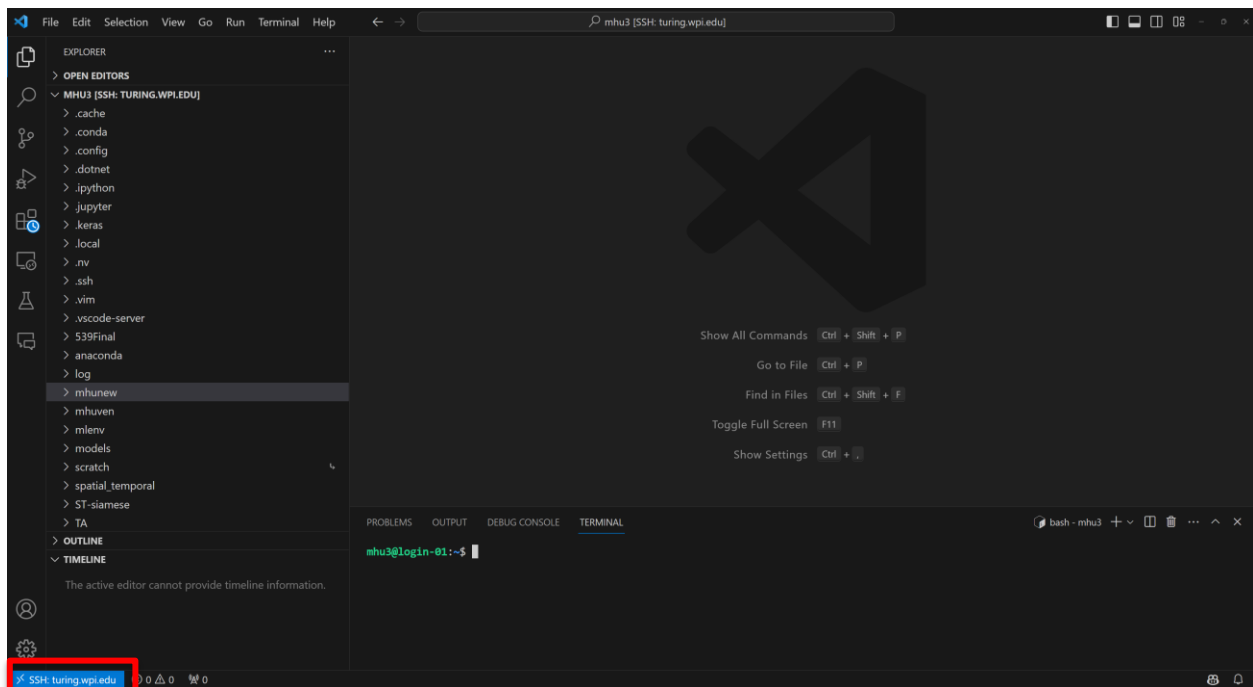 File Edit Selection View Go Run Terminal Help
mhu3 [SSH: turing.wpi.edu]
EXPLORER
OPEN EDITORS
MHU3 [SSH: TURING.WPI.EDU]
.cache
.conda
.config
.dotnet
.ipython
.jupyter
.keras
.local
.nv
.ssh
.vim
.vscode-server
539Final
anaconda
log
mhunew
mhuven
mlenv
models
scratch
spatial_temporal
ST-siamese
TA
OUTLINE
TIMELINE
The active editor cannot provide timeline information.
Show All Commands Ctrl + Shift + P
Go to File Ctrl + P
Find in Files Ctrl + Shift + F
Toggle Full Screen F11
Show Settings Ctrl + ,
PROBLEMS OUTPUT DEBUG CONSOLE TERMINAL
bash - mhu3
mhu3@login-01:~$
SSH: turing.wpi.edu 0 0 0